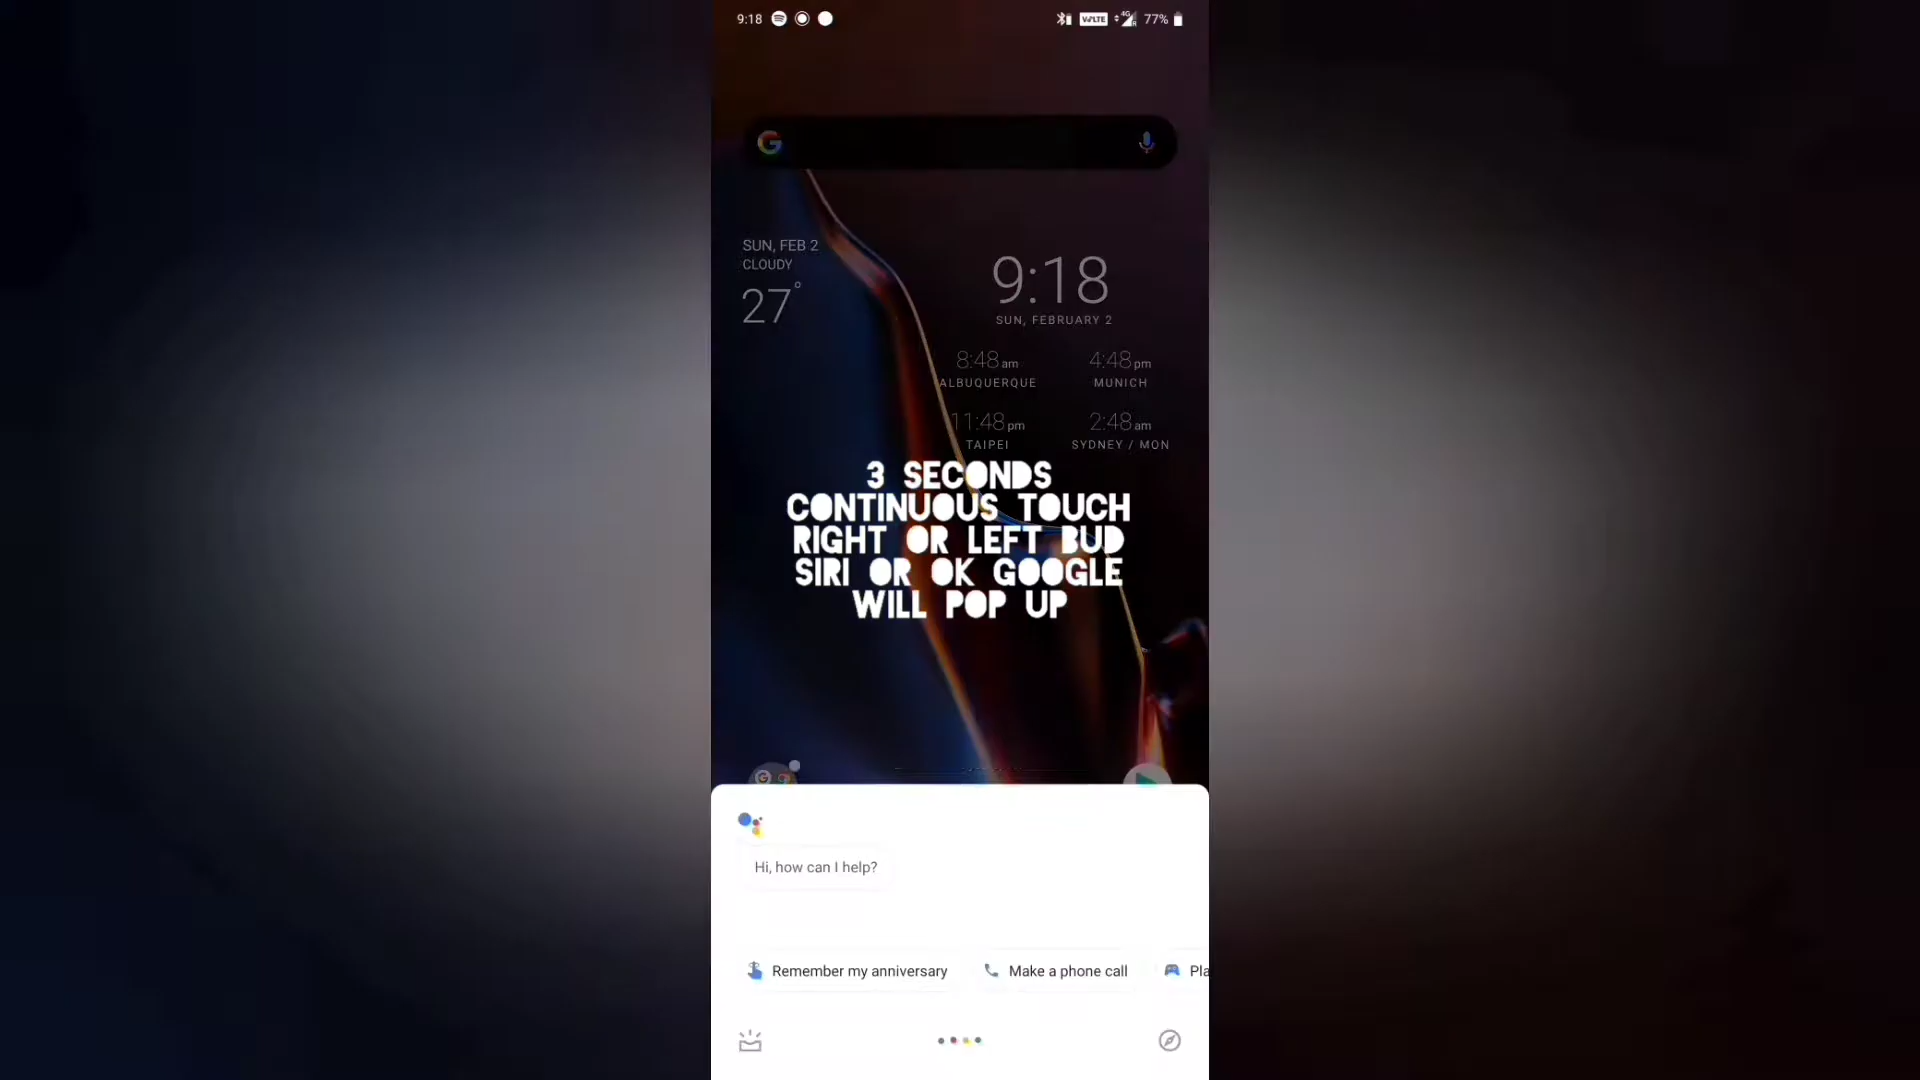 9:18
VoLTE
4G
R
77%
SUN, FEB 2
CLOUDY
27°
9:18
SUN, FEBRUARY 2
8:48 am
ALBUQUERQUE
4:48 pm
MUNICH
11:48 pm
TAIPEI
2:48 am
SYDNEY / MON
3 SECONDS
CONTINUOUS TOUCH
RIGHT OR LEFT BUD
SIRI OR OK GOOGLE
WILL POP UP
Hi, how can I help?
Remember my anniversary
Make a phone call
Pla